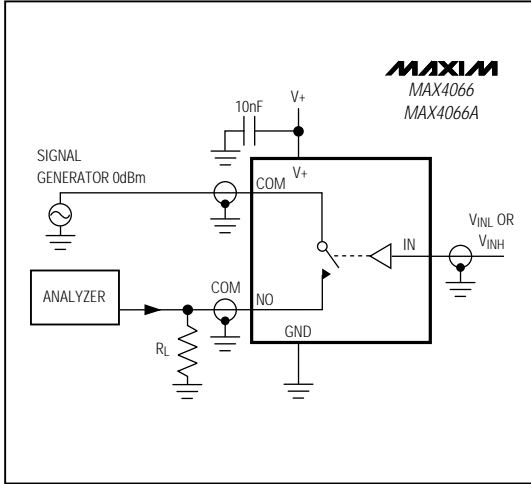 MAXIM
MAX4066
MAX4066A
10nF
V+
SIGNAL
GENERATOR 0dBm
V+
COM
VINL OR
VINH
IN
ANALYZER
COM
NO
RL
GND